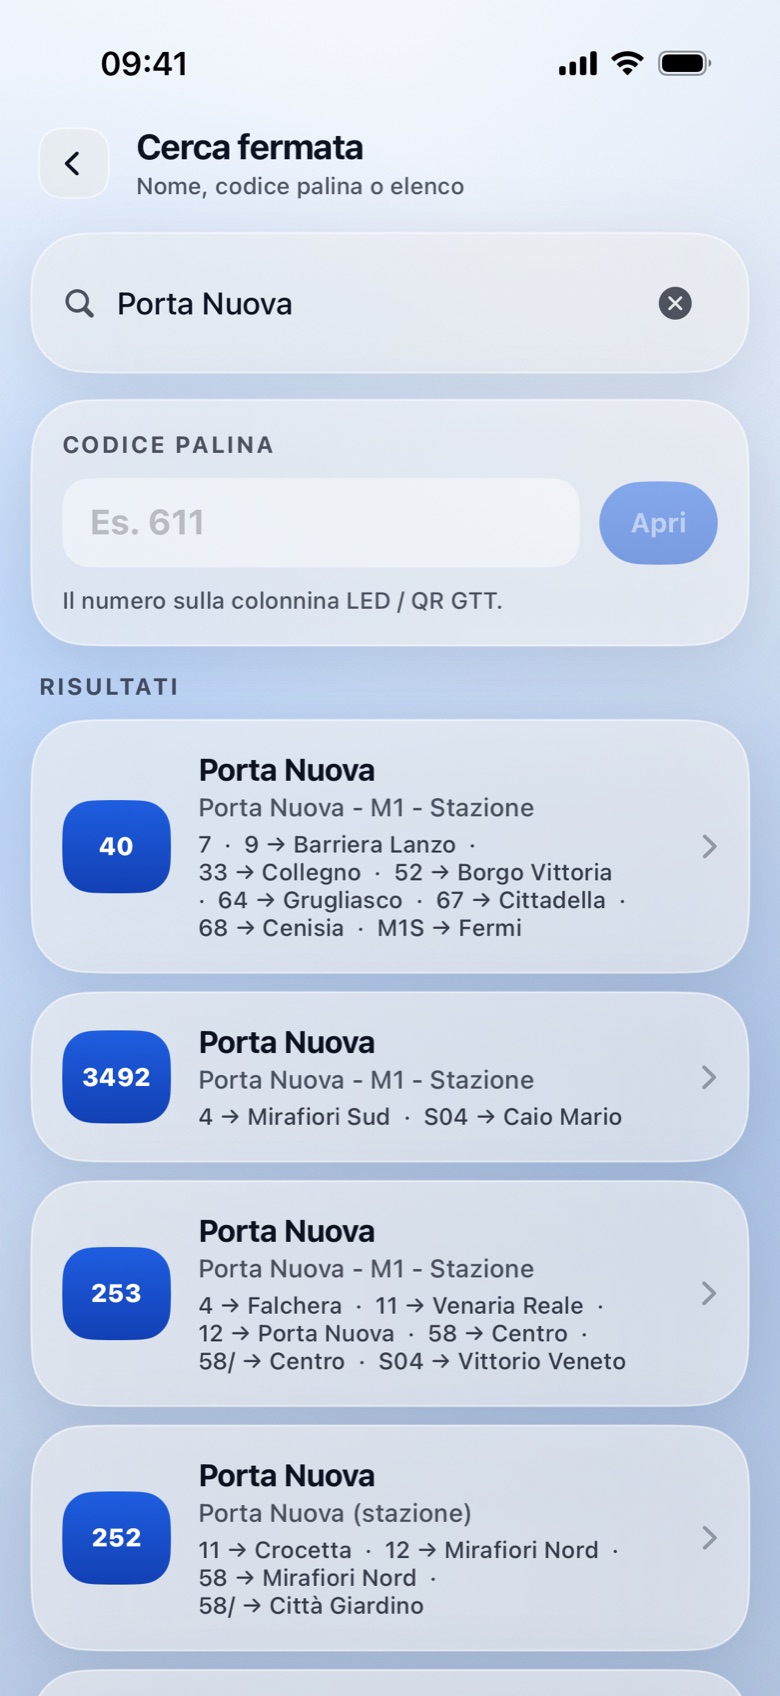 09:41
Cerca fermata
Nome, codice palina o elenco
Porta Nuova
CODICE PALINA
Es. 611
Apri
Il numero sulla colonnina LED / QR GTT.
RISULTATI
40
Porta Nuova
Porta Nuova - M1 - Stazione
7 · 9 → Barriera Lanzo ·
33 → Collegno · 52 → Borgo Vittoria
· 64 → Grugliasco · 67 → Cittadella ·
68 → Cenisia · M1S → Fermi
3492
Porta Nuova
Porta Nuova - M1 - Stazione
4 → Mirafiori Sud · S04 → Caio Mario
253
Porta Nuova
Porta Nuova - M1 - Stazione
4 → Falchera · 11 → Venaria Reale ·
12 → Porta Nuova · 58 → Centro ·
58/ → Centro · S04 → Vittorio Veneto
252
Porta Nuova
Porta Nuova (stazione)
11 → Crocetta · 12 → Mirafiori Nord ·
58 → Mirafiori Nord ·
58/ → Città Giardino